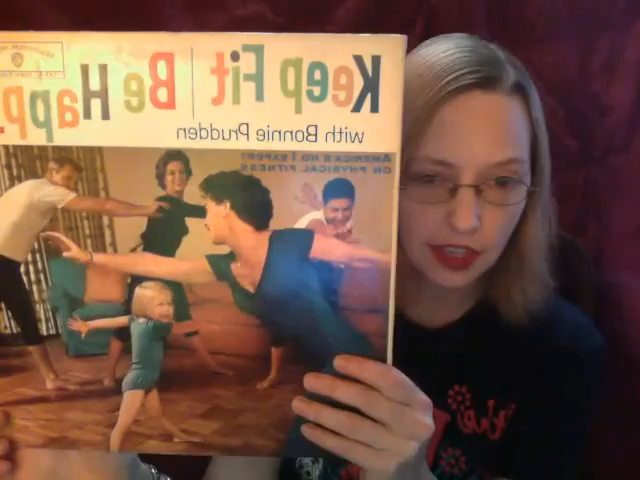 Keep Fit | Be Happy
with Bonnie Prudden
AMERICA'S NO 1 EXPERT
ON PHYSICAL FITNESS